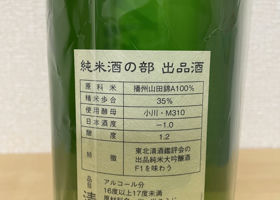 純米酒の部 出品酒
原料米 播州山田錦A100%
精米歩合 35%
使用酵母 小川・M310
日本酒度 -1.0
酸度 1.2
特徴 東北清酒鑑評会の
出品純米大吟醸酒
F1を味わう
品目
清
アルコール分
16度以上17度未満